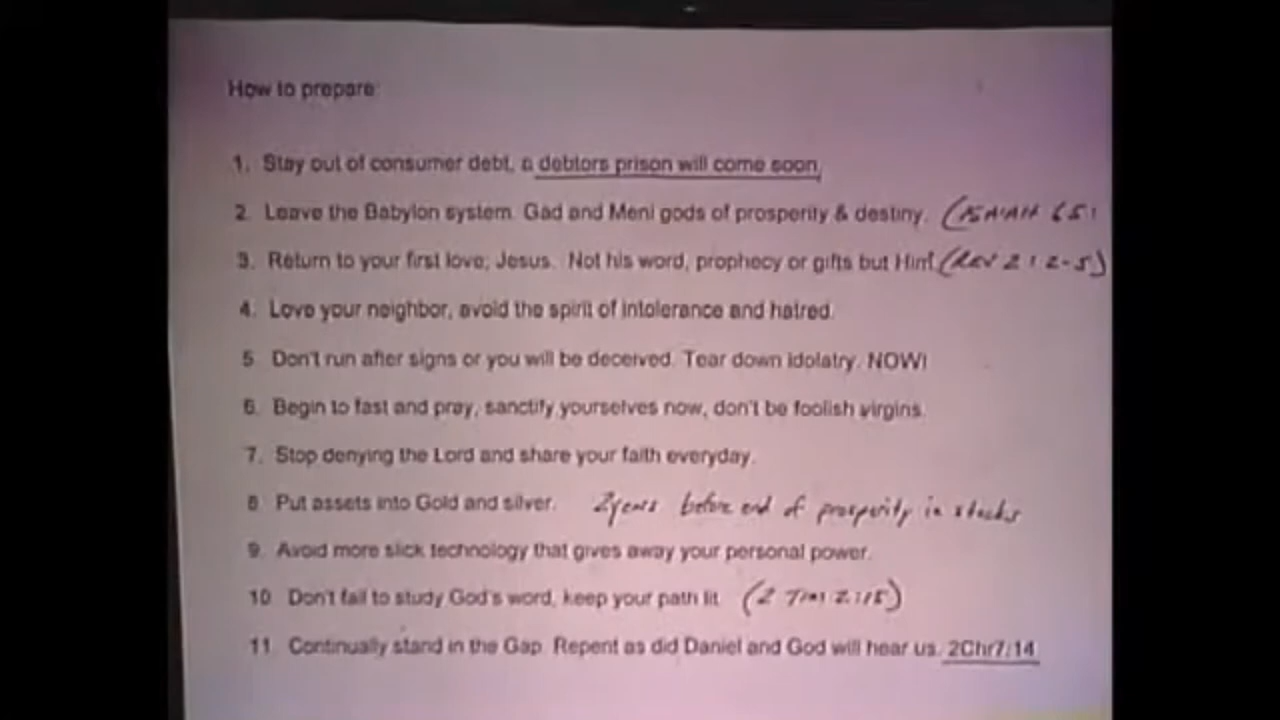 How to prepare:
1. Stay out of consumer debt, a debtors prison will come soon,
2. Leave the Babylon system. Gad and Meni gods of prosperity & destiny. (ISAIAH 65:
3. Return to your first love; Jesus. Not his word, prophecy or gifts but Him! (Rev 2:2-5)
4. Love your neighbor, avoid the spirit of intolerance and hatred.
5. Don't run after signs or you will be deceived. Tear down idolatry. NOW!
6. Begin to fast and pray, sanctify yourselves now, don't be foolish virgins.
7. Stop denying the Lord and share your faith everyday.
8. Put assets into Gold and silver. 2 years before end of prosperity in stocks
9. Avoid more slick technology that gives away your personal power.
10. Don't fail to study God's word, keep your path lit. (2 Tim 2:15)
11. Continually stand in the Gap. Repent as did Daniel and God will hear us. 2Chr7:14